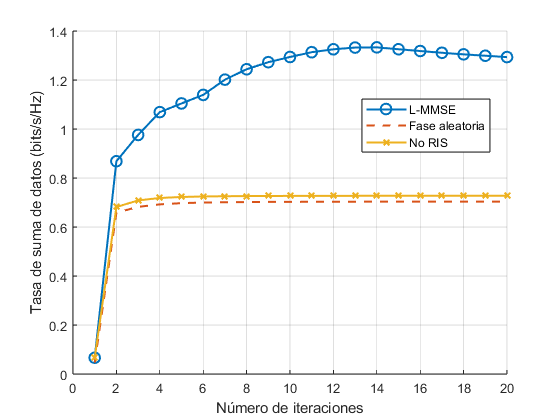 Tasa de suma de datos (bits/s/Hz)
1.4
1.2
1
0.8
0.6
0.4
0.2
0
L-MMSE
Fase aleatoria
No RIS
0 2 4 6 8 10 12 14 16 18 20
Número de iteraciones